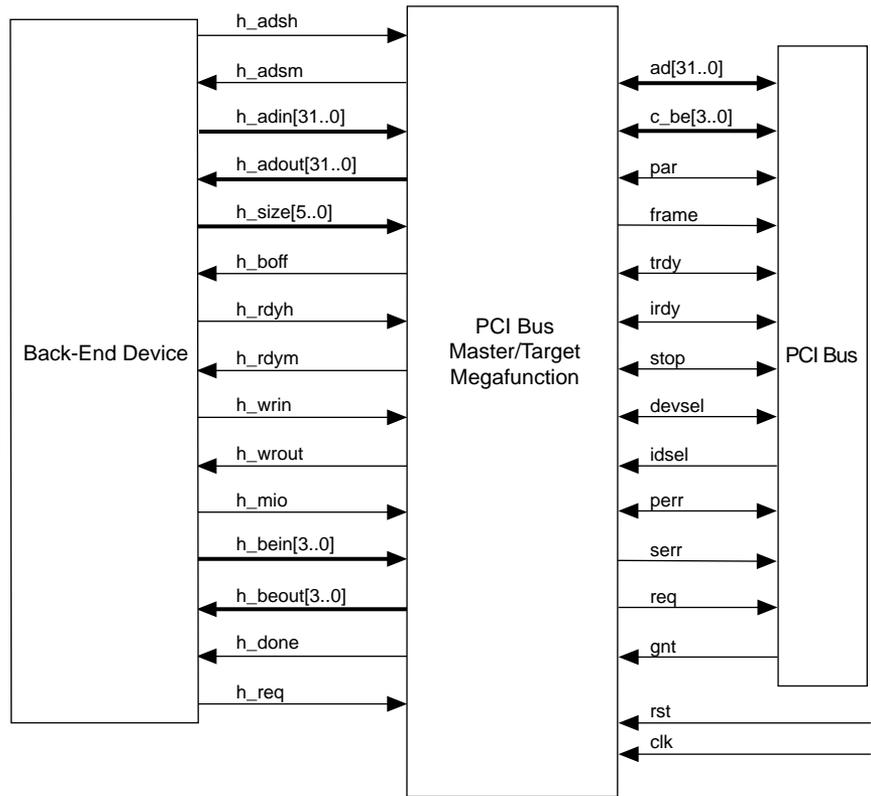 h_adsh
h_adsm
h_adin[31..0]
h_adout[31..0]
h_size[5..0]
h_boff
h_rdyh
h_rdym
h_wrin
h_wrout
h_mio
h_bein[3..0]
h_beout[3..0]
h_done
h_req
Back-End Device
PCI Bus
Master/Target
Megafunction
ad[31..0]
c_be[3..0]
par
frame
trdy
irdy
stop
devsel
idsel
perr
serr
req
gnt
rst
clk
PCI Bus